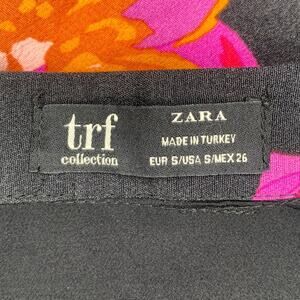 trf
collection
ZARA
MADE IN TURKEY
EUR S/USA S/MEX 26